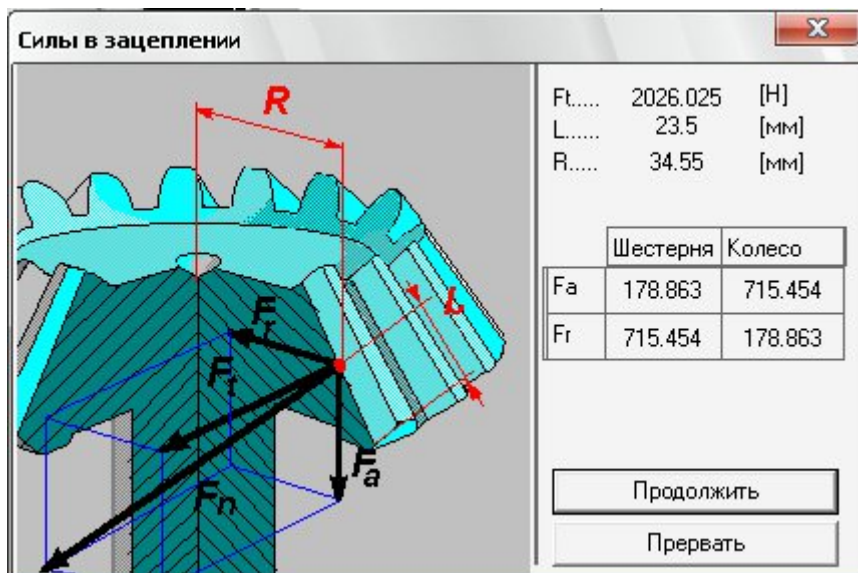 Силы в зацеплении
R
Ft..... 2026.025 [Н]
L...... 23.5 [мм]
R..... 34.55 [мм]
Шестерня Колесо
Fa 178.863 715.454
Fr 715.454 178.863
L
Fr
Ft
Fa
Fn
Продолжить
Прервать